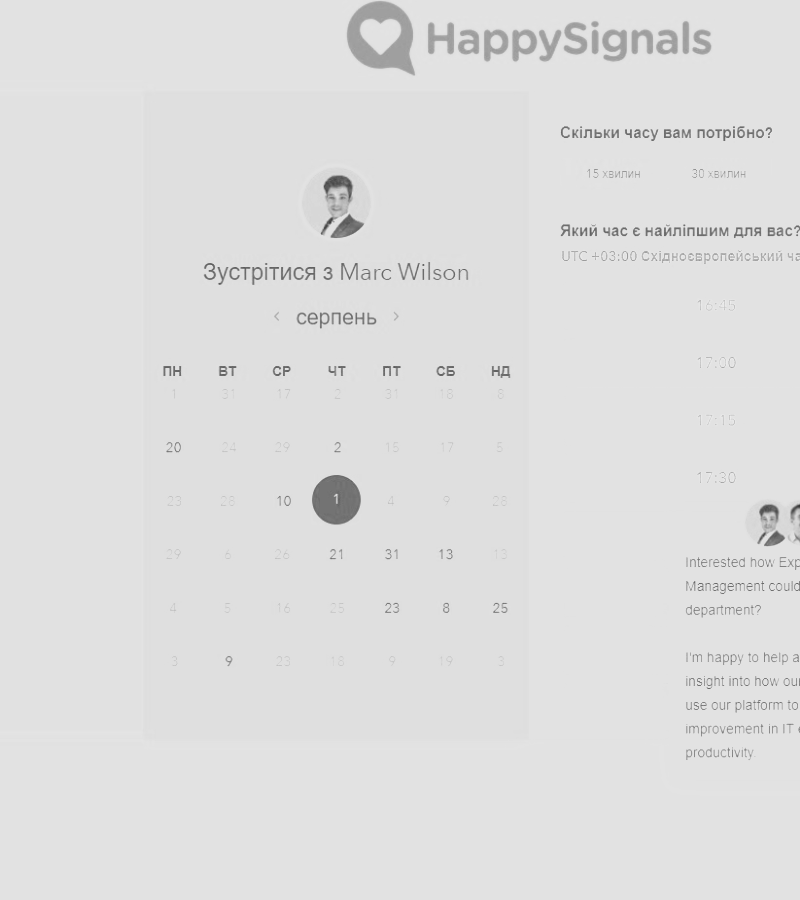 HappySignals
Зустрітися з Marc Wilson
серпень
ПН ВТ СР ЧТ ПТ СБ НД
1 31 17 2 31 18 8
20 24 29 2 15 17 5
23 28 10 1 4 9 28
29 6 26 21 31 13 13
4 5 16 25 23 8 25
3 9 23 18 9 19 3
Скільки часу вам потрібно?
15 хвилин 30 хвилин
Який час є найліпшим для вас?
UTC +03:00 Східноєвропейський ча
16:45
17:00
17:15
17:30
Interested how Exp
Management could
department?
I'm happy to help a
insight into how ou
use our platform to
improvement in IT
productivity.